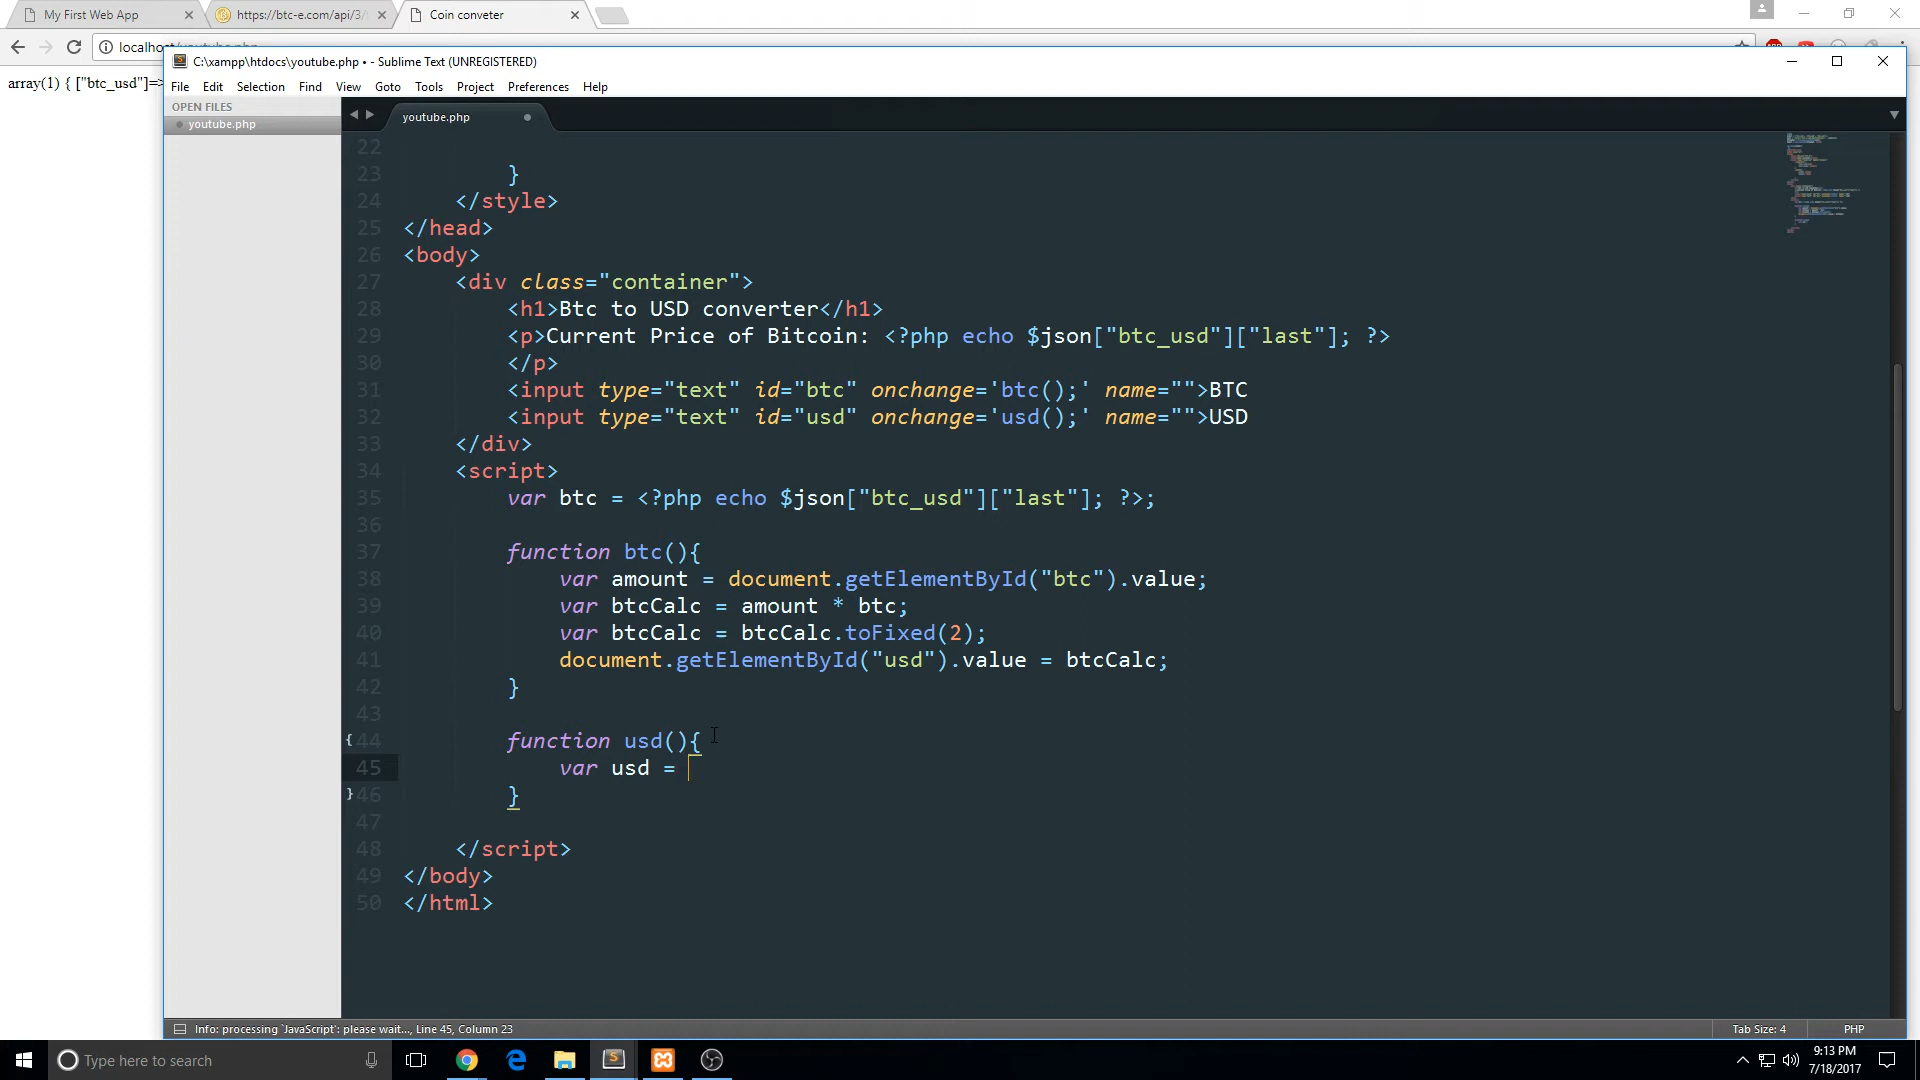 My First Web App
https://btc-e.com/api/3/
Coin conveter
C:\xampp\htdocs\youtube.php • - Sublime Text (UNREGISTERED)
File Edit Selection Find View Goto Tools Project Preferences Help
array(1) { ["btc_usd"]=>
OPEN FILES
youtube.php
youtube.php
22
23 }
24 </style>
25 </head>
26 <body>
27 <div class="container">
28 <h1>Btc to USD converter</h1>
29 <p>Current Price of Bitcoin: <?php echo $json["btc_usd"]["last"]; ?>
30 </p>
31 <input type="text" id="btc" onchange='btc();' name="">BTC
32 <input type="text" id="usd" onchange='usd();' name="">USD
33 </div>
34 <script>
35 var btc = <?php echo $json["btc_usd"]["last"]; ?>;
36
37 function btc(){
38 var amount = document.getElementById("btc").value;
39 var btcCalc = amount * btc;
40 var btcCalc = btcCalc.toFixed(2);
41 document.getElementById("usd").value = btcCalc;
42 }
43
{44 function usd(){
45 var usd =
}46 }
47
48 </script>
49 </body>
50 </html>
Info: processing `JavaScript`: please wait..., Line 45, Column 23
Tab Size: 4
PHP
Type here to search
9:13 PM
7/18/2017